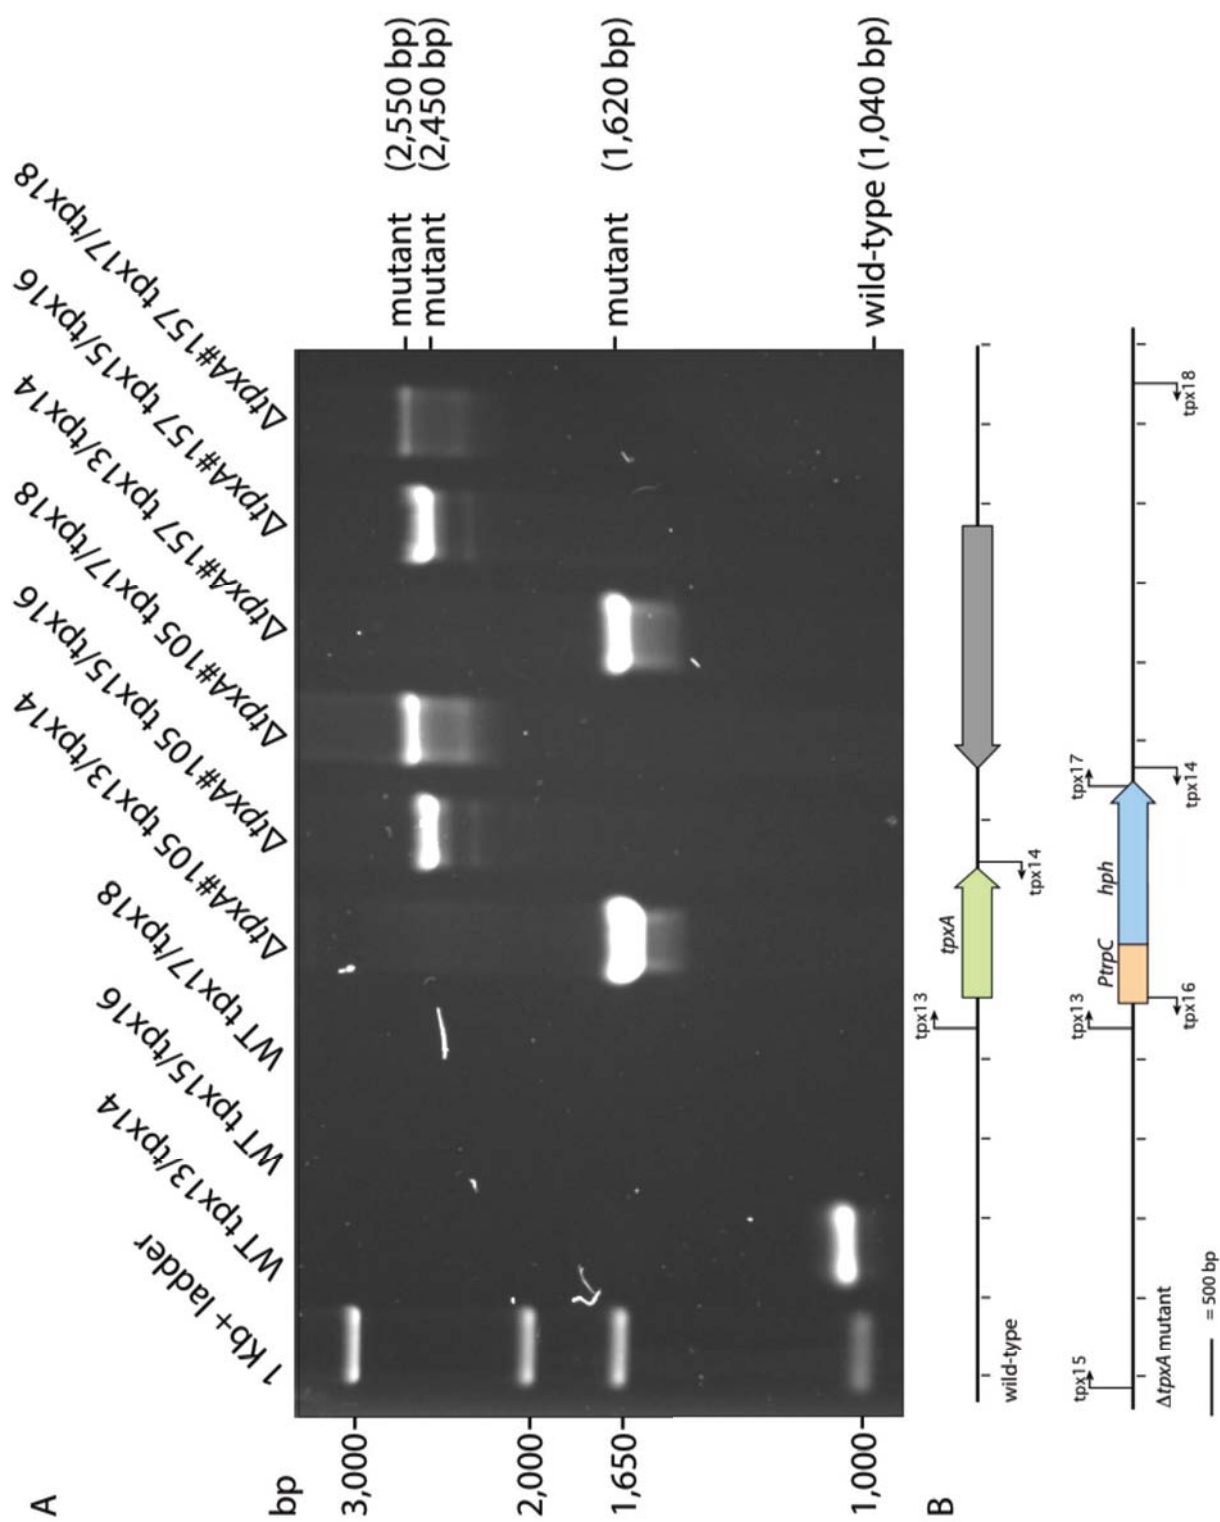 A
bp
1 Kb+ ladder
WT tpx13/tpx14
WT tpx15/tpx16
WT tpx17/tpx18
ΔtpxA#105 tpx13/tpx14
ΔtpxA#105 tpx15/tpx16
ΔtpxA#105 tpx17/tpx18
ΔtpxA#157 tpx13/tpx14
ΔtpxA#157 tpx15/tpx16
ΔtpxA#157 tpx17/tpx18
3,000
2,000
1,650
1,000
mutant (2,550 bp)
mutant (2,450 bp)
mutant (1,620 bp)
wild-type (1,040 bp)
B
tpx13
tpxA
tpx14
wild-type
tpx15
tpx13
PtrpC
hph
tpx17
tpx16
tpx14
tpx18
ΔtpxA mutant
= 500 bp